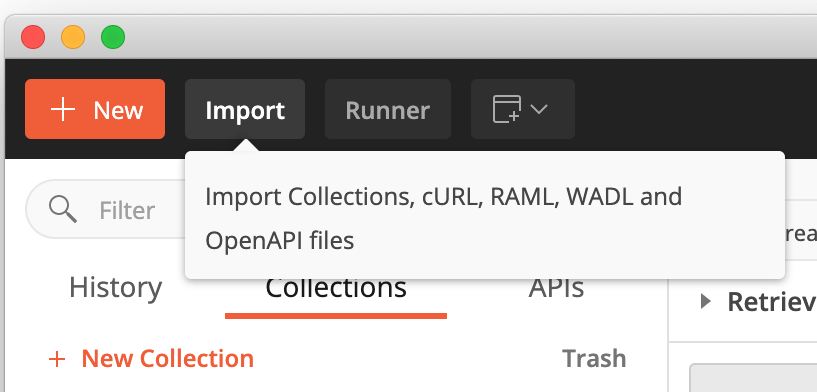 + New Import Runner
Filter
Import Collections, cURL, RAML, WADL and
OpenAPI files
History Collections APIs
+ New Collection Trash
Retriev